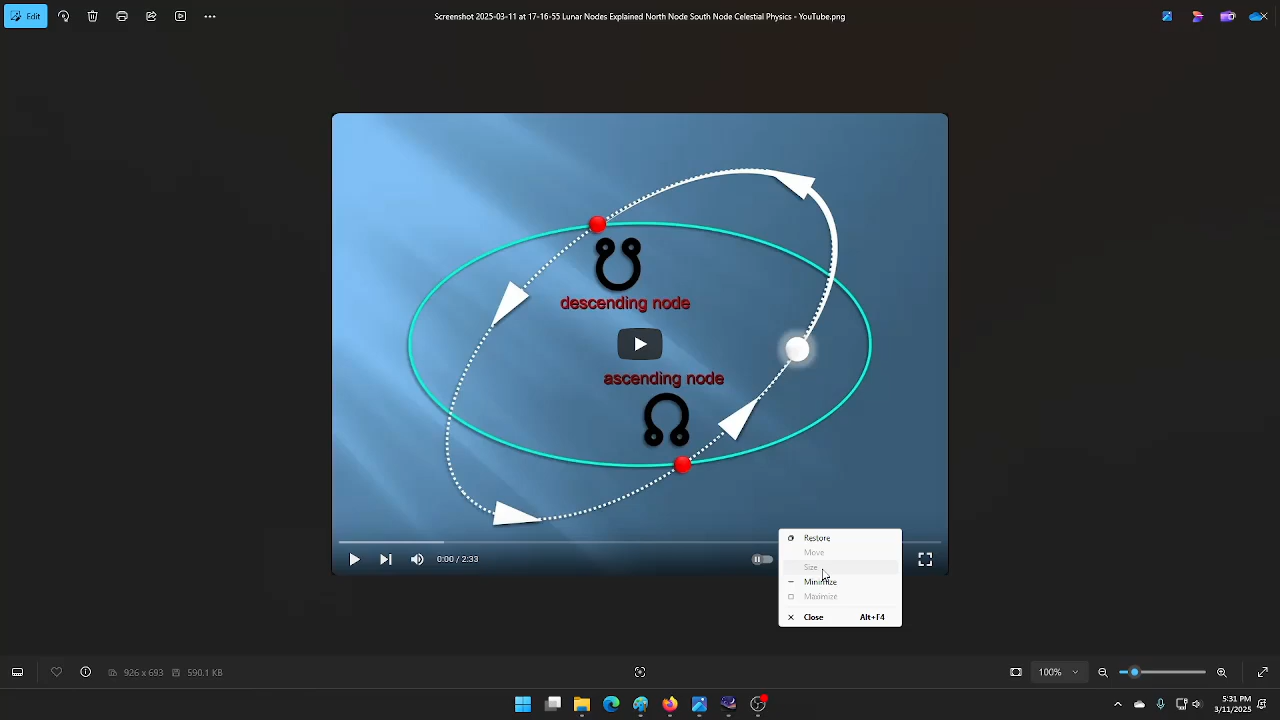 Edit
Screenshot 2025-03-11 at 17-16-55 Lunar Nodes Explained North Node South Node Celestial Physics - YouTube.png
descending node
ascending node
0:00 / 2:33
Restore
Move
Size
Minimize
Maximize
Close Alt+F4
926 x 693 590.1 KB
100%
5:31 PM
3/11/2025